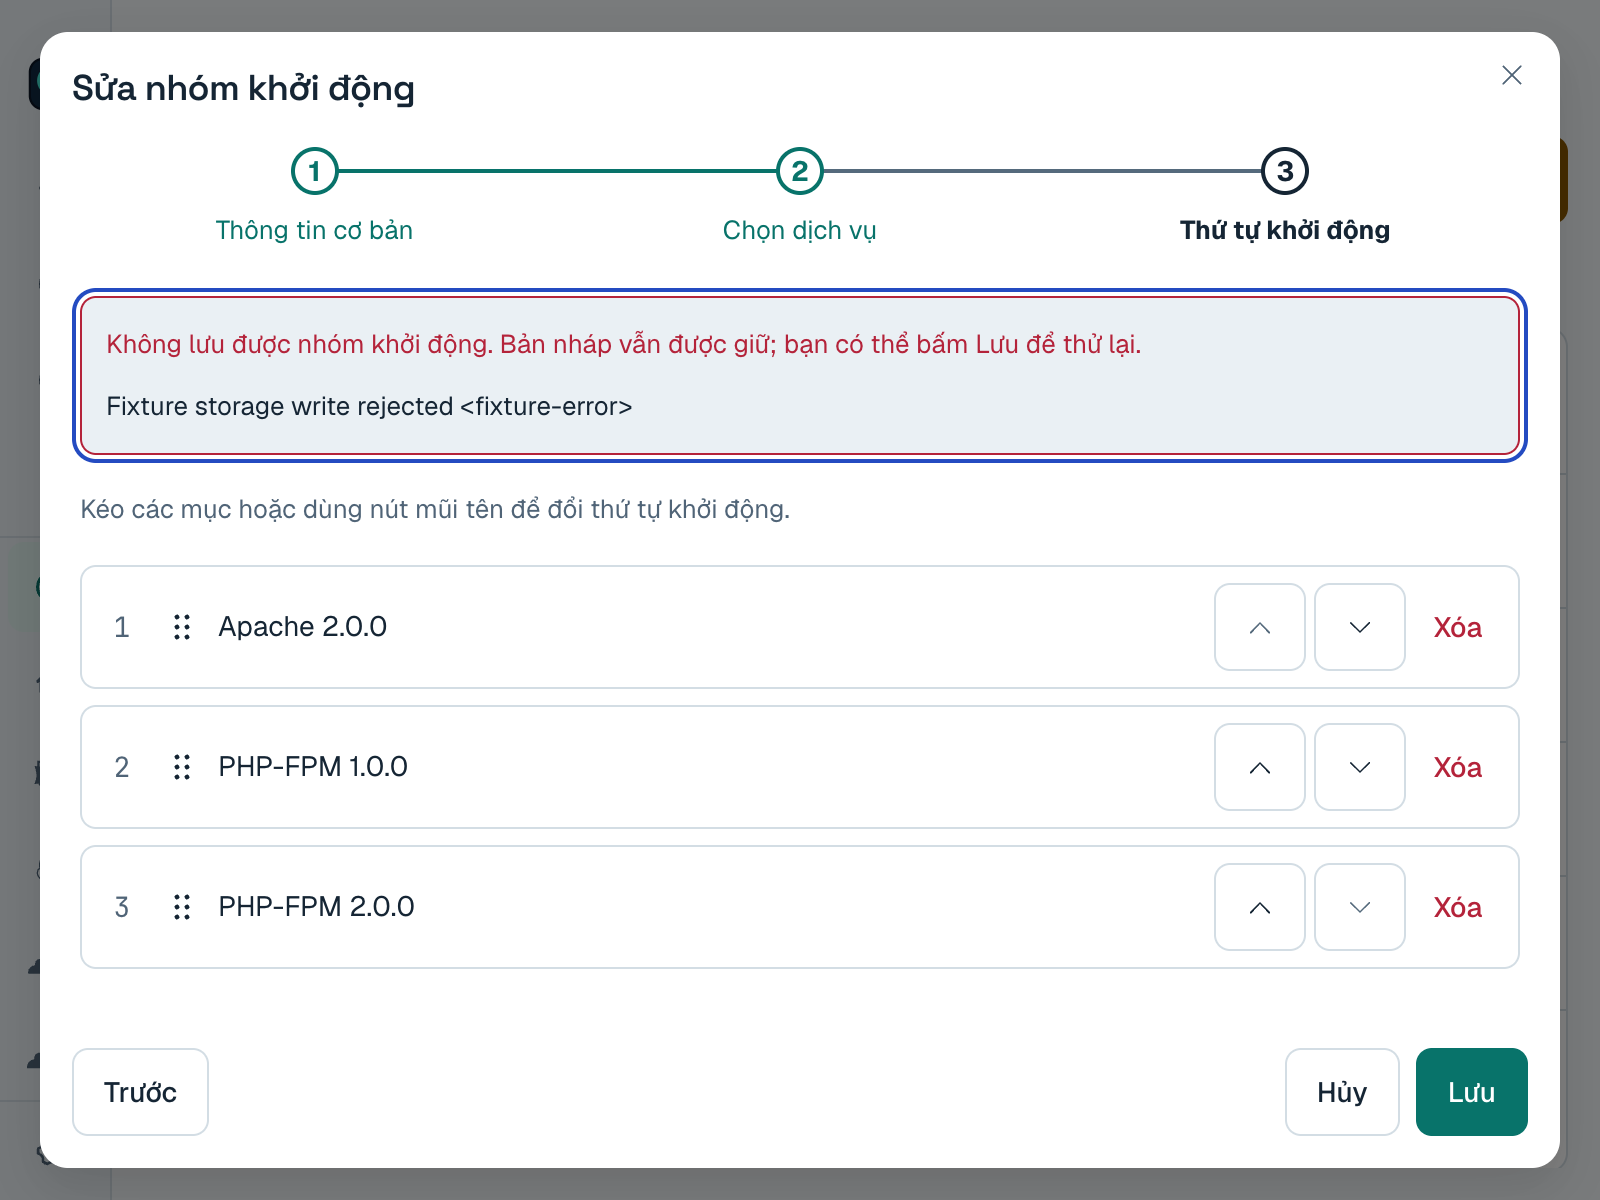 Sửa nhóm khởi động
1
2
3
Thông tin cơ bản
Chọn dịch vụ
Thứ tự khởi động
Không lưu được nhóm khởi động. Bản nháp vẫn được giữ; bạn có thể bấm Lưu để thử lại.
Fixture storage write rejected <fixture-error>
Kéo các mục hoặc dùng nút mũi tên để đổi thứ tự khởi động.
1 Apache 2.0.0 Xóa
2 PHP-FPM 1.0.0 Xóa
3 PHP-FPM 2.0.0 Xóa
Trước
Hủy
Lưu